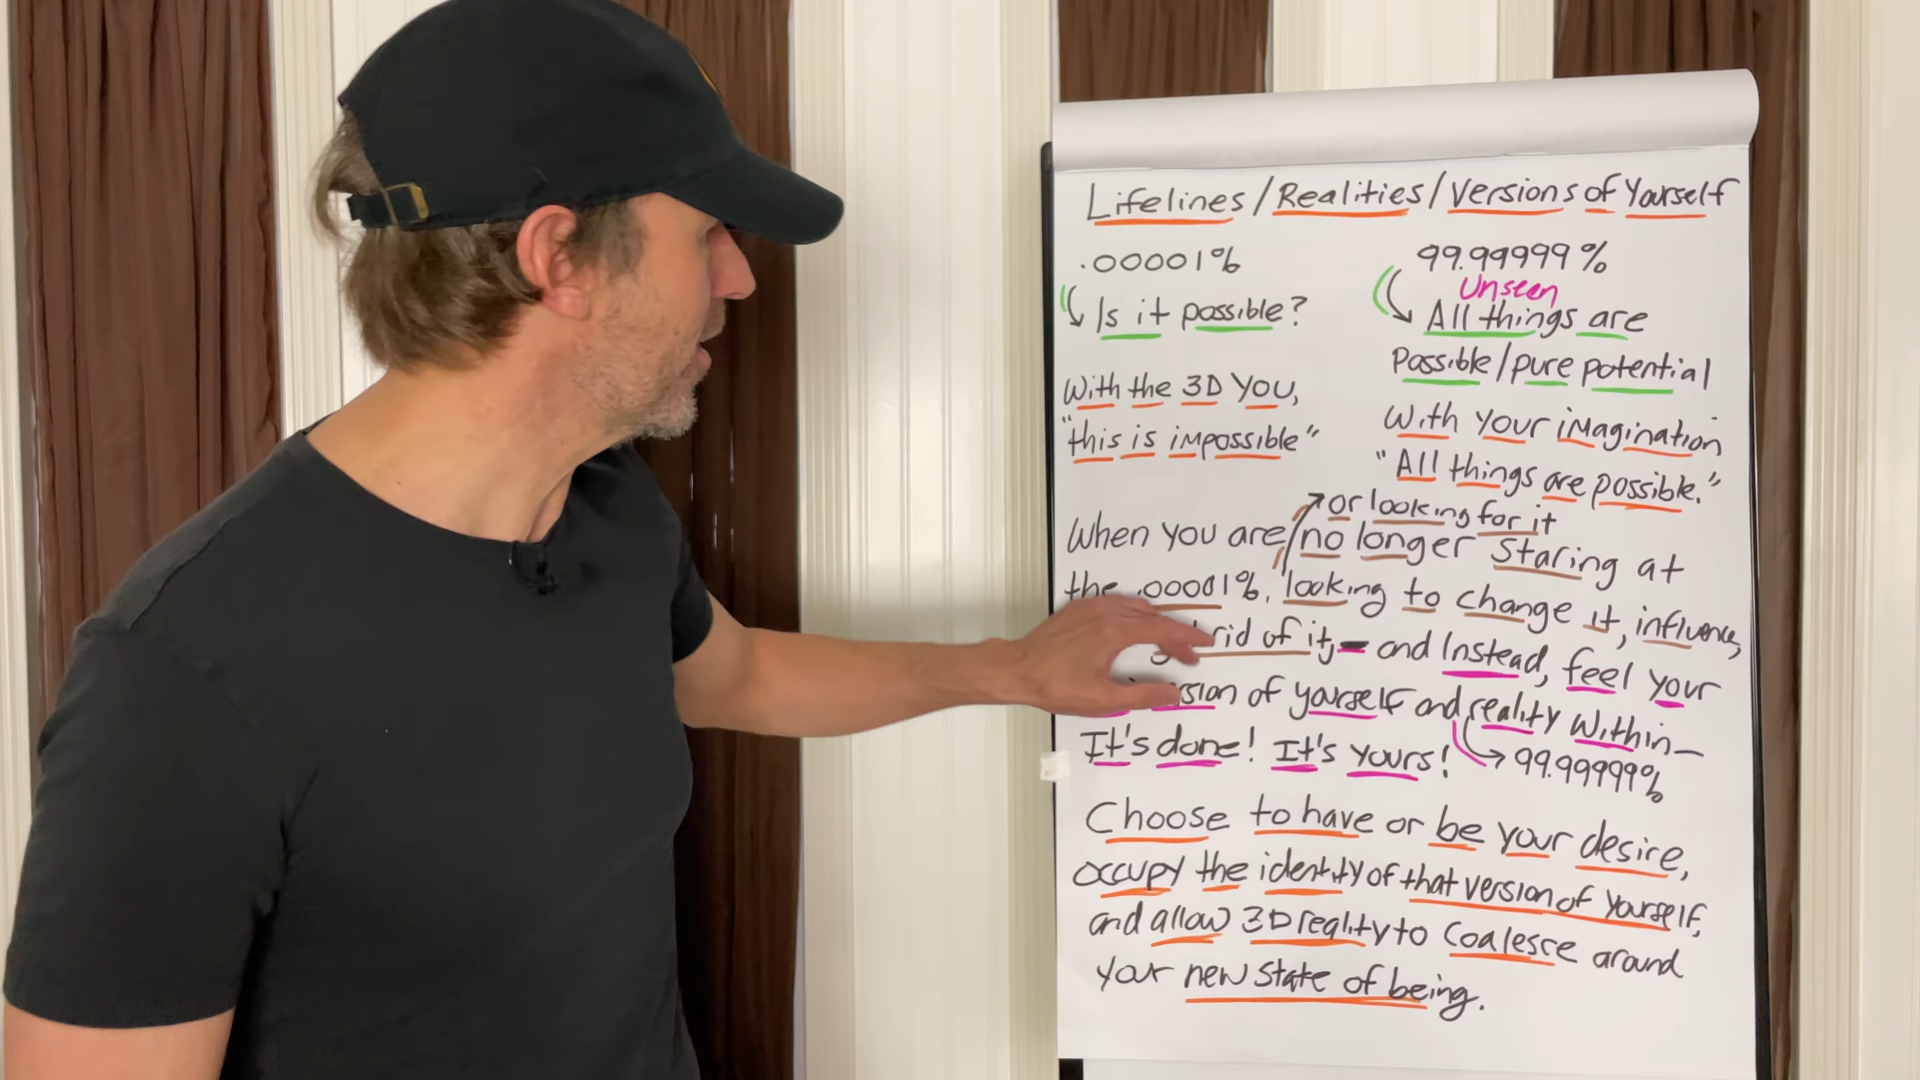 Lifelines/Realities/Versions of Yourself
.00001%
Is it possible?
99.99999%
Unseen
All things are
Possible/pure potential
With the 3D You,
"this is impossible"
With your imagination
"All things are possible."
or looking for it
When you are/no longer staring at
the .00001%, looking to change it, influence,
rid of it, — and Instead, feel your
of yourself and reality within—
It's done! It's yours!
99.99999%
Choose to have or be your desire,
occupy the identity of that version of yourself,
and allow 3D reality to coalesce around
your new state of being.